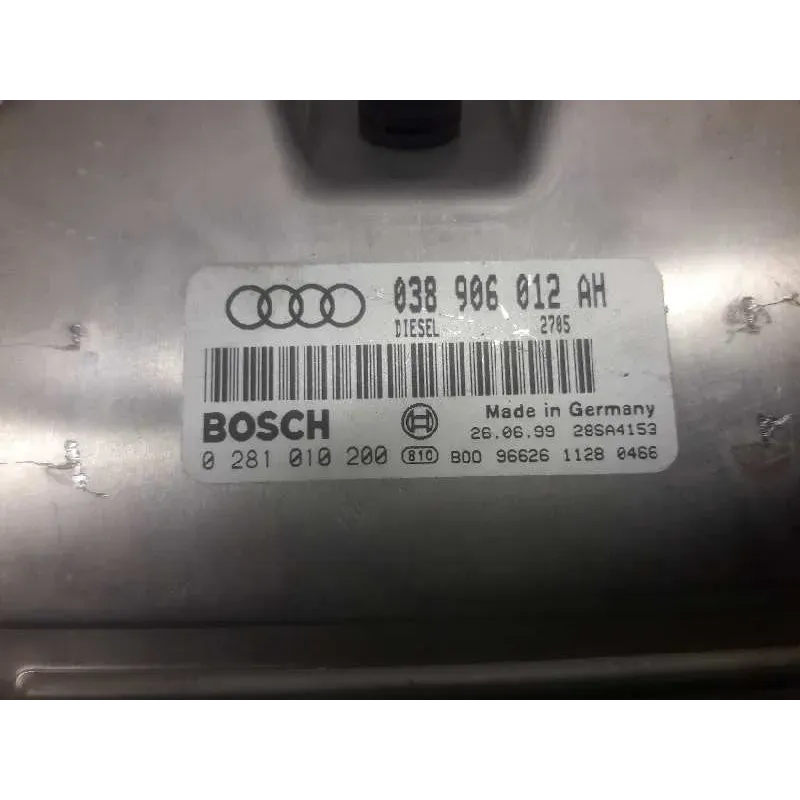 038 906 012 AH
DIESEL 2705
BOSCH Made in Germany
26.06.99 28SA4153
0 281 010 200 810 B00 96626 1128 0466